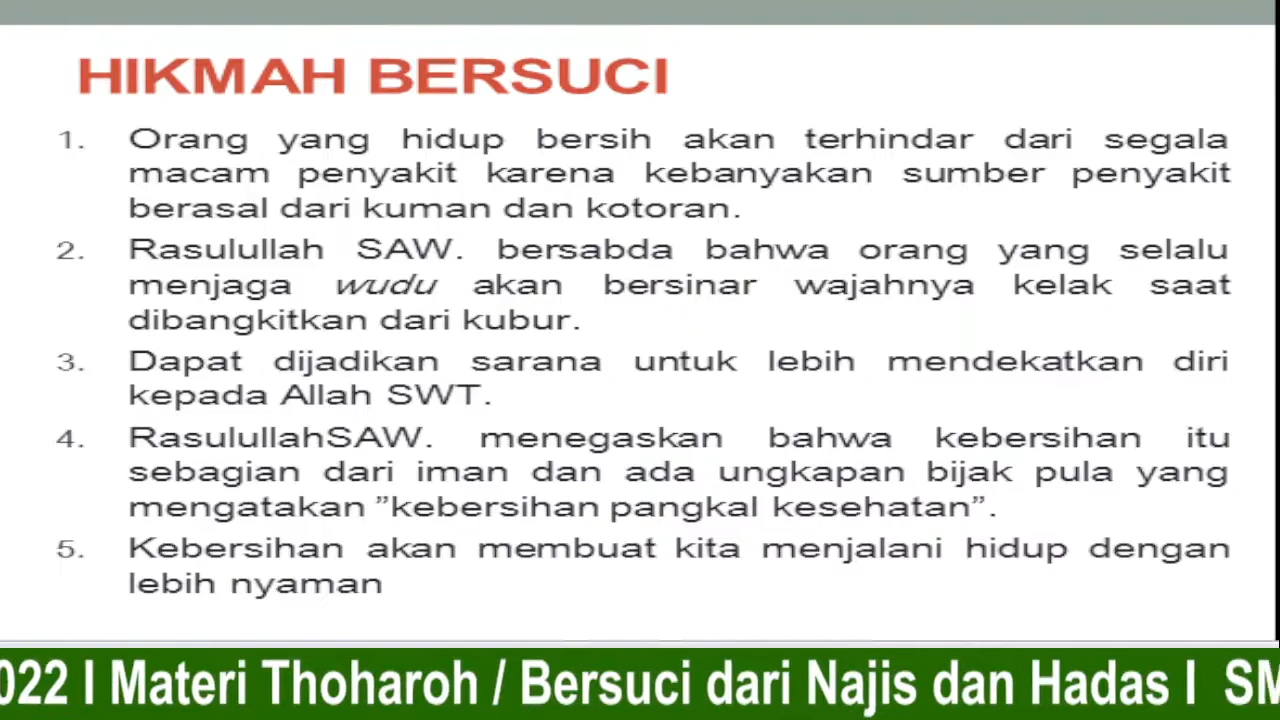 HIKMAH BERSUCI
1. Orang yang hidup bersih akan terhindar dari segala
macam penyakit karena kebanyakan sumber penyakit
berasal dari kuman dan kotoran.
2. Rasulullah SAW. bersabda bahwa orang yang selalu
menjaga wudu akan bersinar wajahnya kelak saat
dibangkitkan dari kubur.
3. Dapat dijadikan sarana untuk lebih mendekatkan diri
kepada Allah SWT.
4. RasulullahSAW. menegaskan bahwa kebersihan itu
sebagian dari iman dan ada ungkapan bijak pula yang
mengatakan ”kebersihan pangkal kesehatan”.
5. Kebersihan akan membuat kita menjalani hidup dengan
lebih nyaman
022 I Materi Thoharoh / Bersuci dari Najis dan Hadas I SM